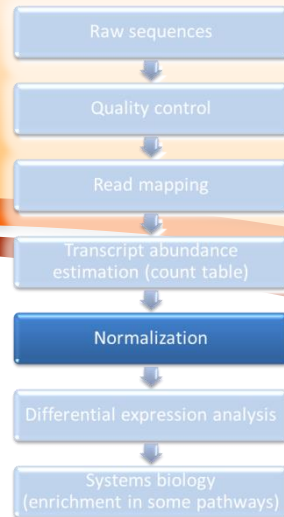 Raw sequences
Quality control
Read mapping
Transcript abundance
estimation (count table)
Normalization
Differential expression analysis
Systems biology
(enrichment in some pathways)